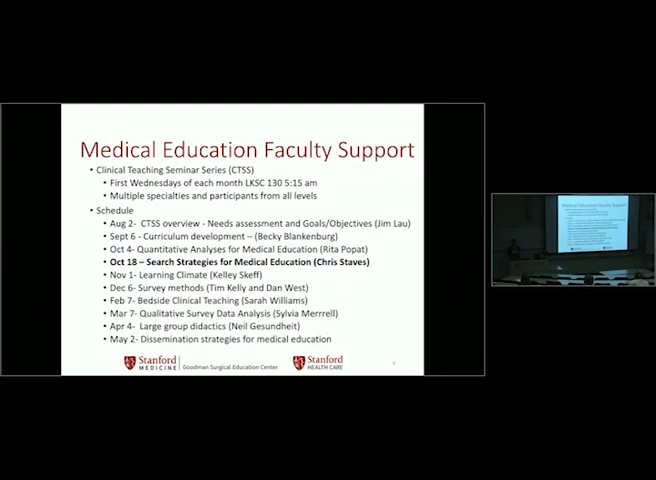 Medical Education Faculty Support
• Clinical Teaching Seminar Series (CTSS)
• First Wednesdays of each month LKSC 130 5:15 am
• Multiple specialties and participants from all levels
• Schedule
• Aug 2- CTSS overview - Needs assessment and Goals/Objectives (Jim Lau)
• Sept 6 - Curriculum development – (Becky Blankenburg)
• Oct 4- Quantitative Analyses for Medical Education (Rita Popat)
• Oct 18 – Search Strategies for Medical Education (Chris Staves)
• Nov 1- Learning Climate (Kelley Skeff)
• Dec 6- Survey methods (Tim Kelly and Dan West)
• Feb 7- Bedside Clinical Teaching (Sarah Williams)
• Mar 7- Qualitative Survey Data Analysis (Sylvia Merrrell)
• Apr 4- Large group didactics (Neil Gesundheit)
• May 2- Dissemination strategies for medical education
Stanford MEDICINE | Goodman Surgical Education Center
Stanford HEALTH CARE
Medical Education Faculty Support